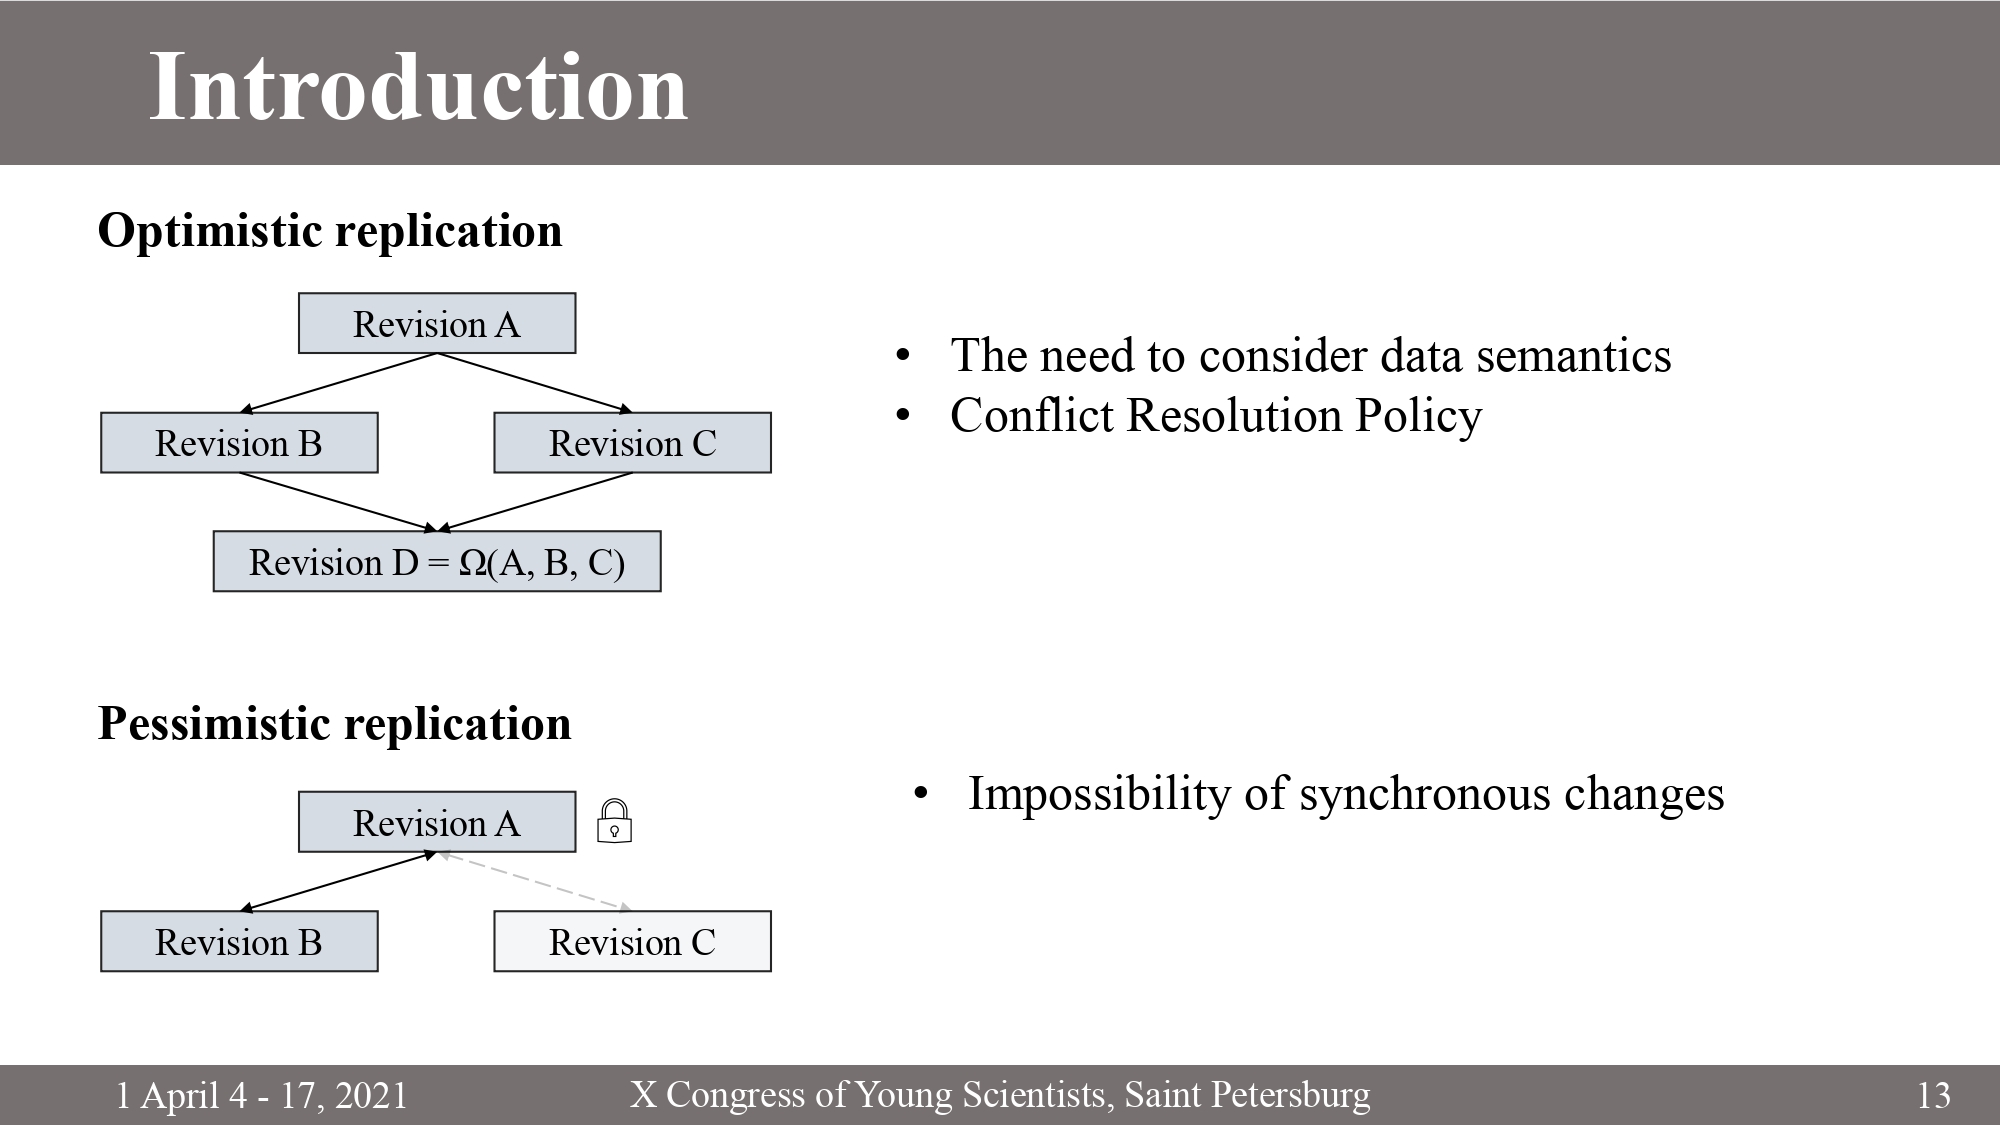 Introduction
Optimistic replication
Revision A
Revision B
Revision C
Revision D = Ω(A, B, C)
• The need to consider data semantics
• Conflict Resolution Policy
Pessimistic replication
Revision A
Revision B
Revision C
• Impossibility of synchronous changes
1 April 4 - 17, 2021
X Congress of Young Scientists, Saint Petersburg
13